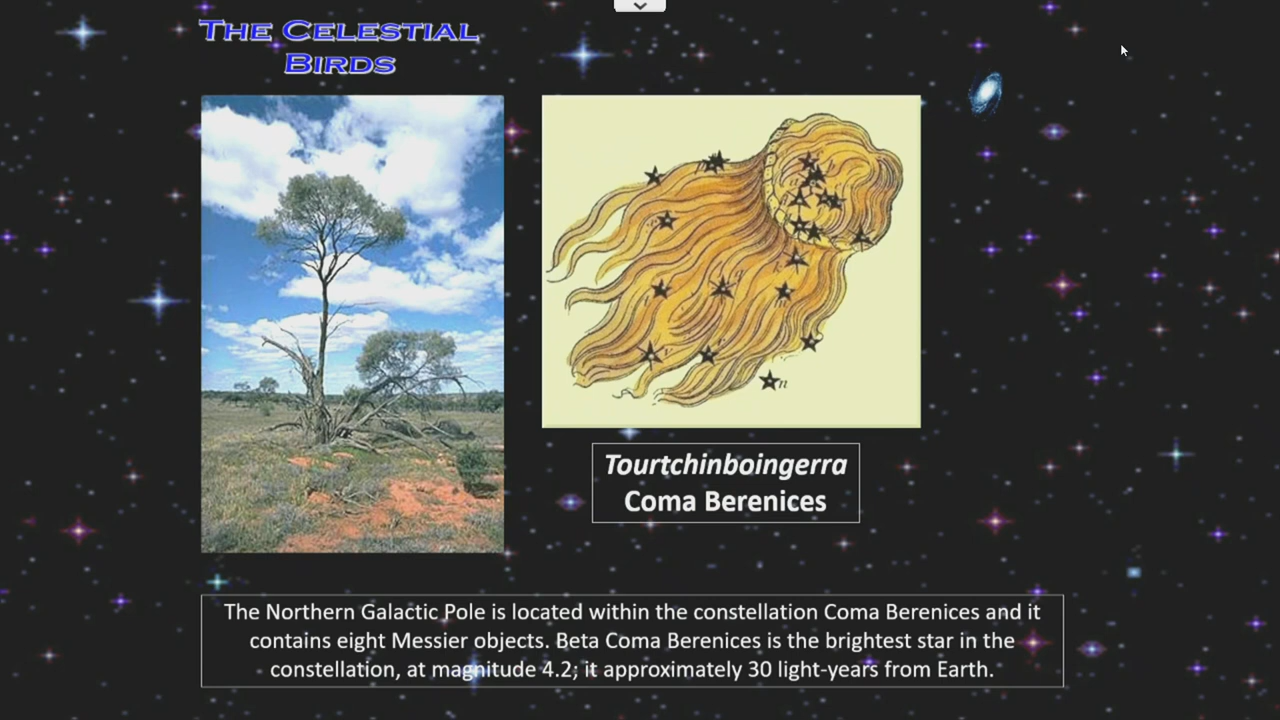 The Celestial
Birds
n
Tourtchinboingerra
Coma Berenices
The Northern Galactic Pole is located within the constellation Coma Berenices and it
contains eight Messier objects. Beta Coma Berenices is the brightest star in the
constellation, at magnitude 4.2; it approximately 30 light-years from Earth.